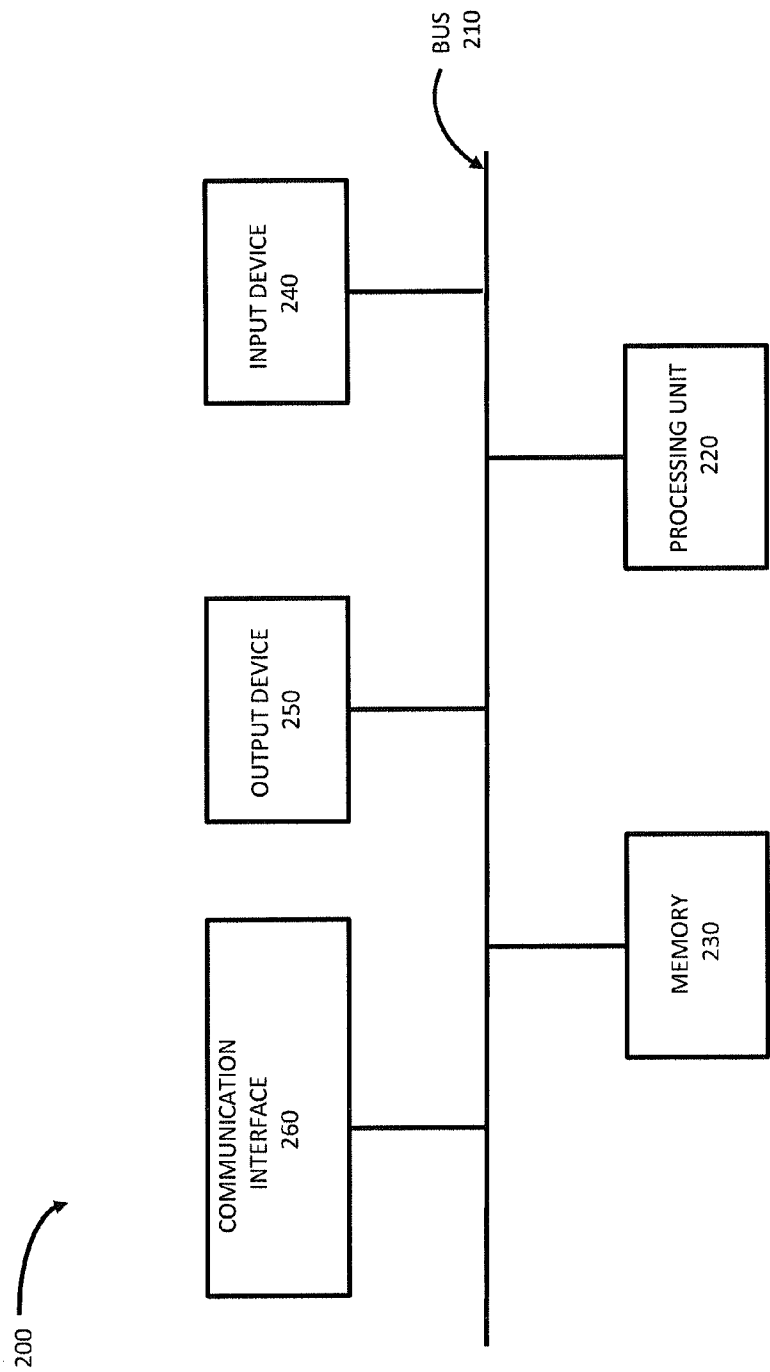 200
COMMUNICATION
INTERFACE
260
OUTPUT DEVICE
250
INPUT DEVICE
240
BUS
210
MEMORY
230
PROCESSING UNIT
220